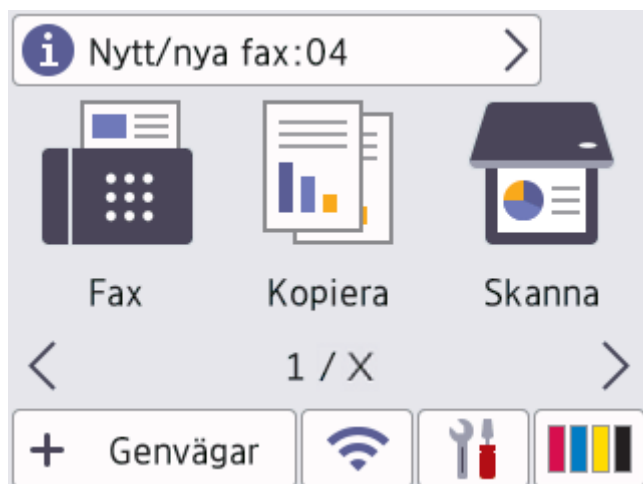 Nytt/nya fax:04
Fax Kopiera Skanna
1 / X
+ Genvägar